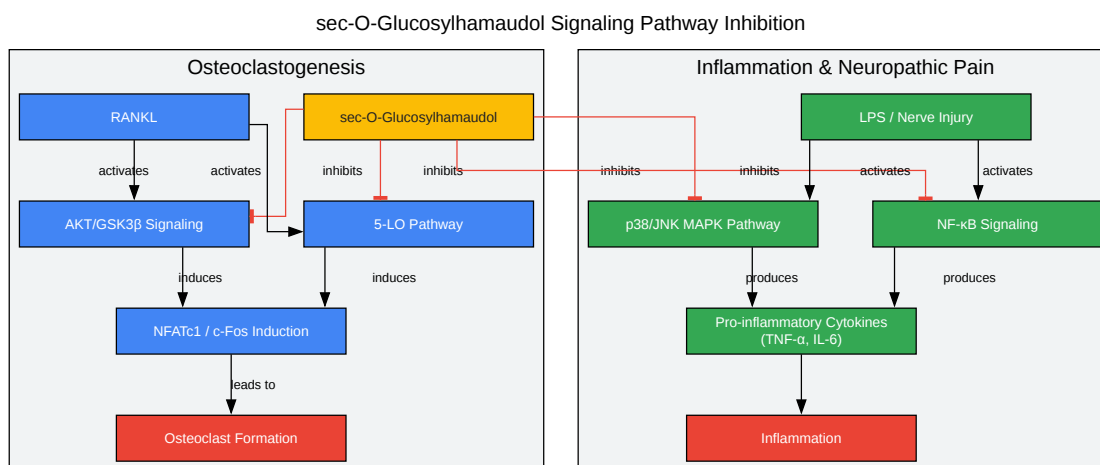 sec-O-Glucosylhamaudol Signaling Pathway Inhibition
Osteoclastogenesis
Inflammation & Neuropathic Pain
RANKL
sec-O-Glucosylhamaudol
LPS / Nerve Injury
activates
activates
inhibits
inhibits
inhibits
inhibits
activates
activates
AKT/GSK3β Signaling
5-LO Pathway
p38/JNK MAPK Pathway
NF-κB Signaling
induces
induces
produces
produces
NFATc1 / c-Fos Induction
Pro-inflammatory Cytokines
(TNF-α, IL-6)
leads to
Osteoclast Formation
Inflammation